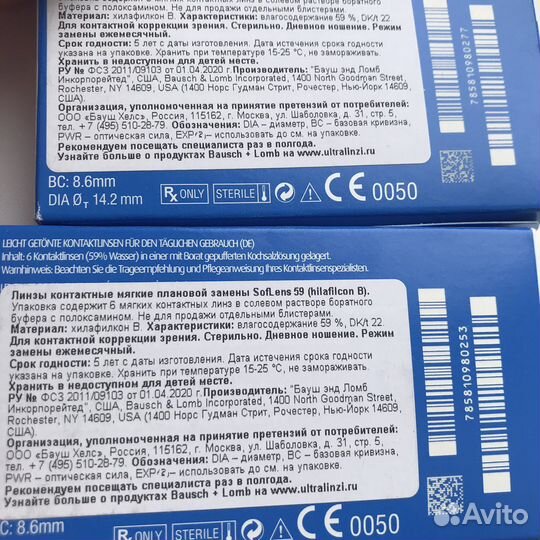 Упаковка содержит 6 мягких контактных линз в солевом растворе боратного
буфера с полоксамином. Не для продажи отдельными блистерами.
Материал: хилафилкон В. Характеристики: влагосодержание 59 %, DK/t 22
Для контактной коррекции зрения. Стерильно. Дневное ношение. Режим
замены ежемесячный.
Срок годности: 5 лет с даты изготовления. Дата истечения срока годности
указана на упаковке. Хранить при температуре 15-25 °C, не замораживать.
Хранить в недоступном для детей месте.
РУ № ФСЗ 2011/09103 от 01.04.2020 г. Производитель: "Бауш энд Ломб
Инкорпорейтед", США, Bausch & Lomb Incorporated, 1400 North Goodman Street,
Rochester, NY 14609, USA (1400 Норс Гудман Стрит, Рочестер, Нью-Йорк 14609,
США).
Организация, уполномоченная на принятие претензий от потребителей:
ООО «Бауш Хелс», Россия, 115162, г. Москва, ул. Шаболовка, д. 31, стр. 5,
тел. + 7 (495) 510-28-79. Обозначения: DIA – диаметр, BC – базовая кривизна,
PWR – оптическая сила, EXP/⌛/– использовать до см. на упаковке.
Рекомендуем посещать специалиста раз в полгода.
Узнайте больше о продуктах Bausch + Lomb на www.ultralinzi.ru
785810980277
BC: 8.6mm
DIA Ø T 14.2 mm
Rx ONLY STERILE CE 0050
LEICHT GETÖNTE KONTAKTLINSEN FÜR DEN TÄGLICHEN GEBRAUCH (DE)
Inhalt: 6 Kontaktlinsen (59% Wasser) in einer mit Borat gepufferten Kochsalzlösung gelagert.
Warnhinweise: Beachten Sie die Trageempfehlung und Pflegeanweisung Ihres Kontaktlinsenspezialisten.
Линзы контактные мягкие плановой замены SofLens 59 (hilafilcon B).
Упаковка содержит 6 мягких контактных линз в солевом растворе боратного
буфера с полоксамином. Не для продажи отдельными блистерами.
Материал: хилафилкон В. Характеристики: влагосодержание 59 %, DK/t 22
Для контактной коррекции зрения. Стерильно. Дневное ношение. Режим
замены ежемесячный.
Срок годности: 5 лет с даты изготовления. Дата истечения срока годности
указана на упаковке. Хранить при температуре 15-25 °C, не замораживать.
Хранить в недоступном для детей месте.
РУ № ФСЗ 2011/09103 от 01.04.2020 г. Производитель: "Бауш энд Ломб
Инкорпорейтед", США, Bausch & Lomb Incorporated, 1400 North Goodman Street,
Rochester, NY 14609, USA (1400 Норс Гудман Стрит, Рочестер, Нью-Йорк 14609,
США).
Организация, уполномоченная на принятие претензий от потребителей:
ООО «Бауш Хелс», Россия, 115162, г. Москва, ул. Шаболовка, д. 31, стр. 5,
тел. + 7 (495) 510-28-79. Обозначения: DIA – диаметр, BC – базовая кривизна,
PWR – оптическая сила, EXP/⌛/– использовать до см. на упаковке.
Рекомендуем посещать специалиста раз в полгода.
Узнайте больше о продуктах Bausch + Lomb на www.ultralinzi.ru
785810980253
C: 8.6mm
Rx ONLY STERILE CE 0050
Avito